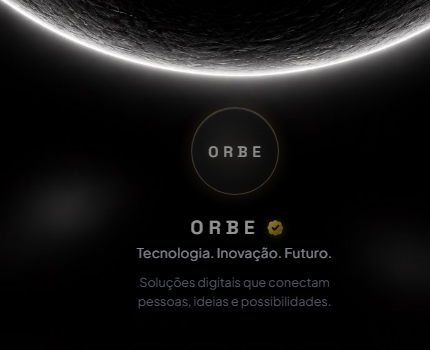 ORBE
ORBE
Tecnologia. Inovação. Futuro.
Soluções digitais que conectam
pessoas, ideias e possibilidades.